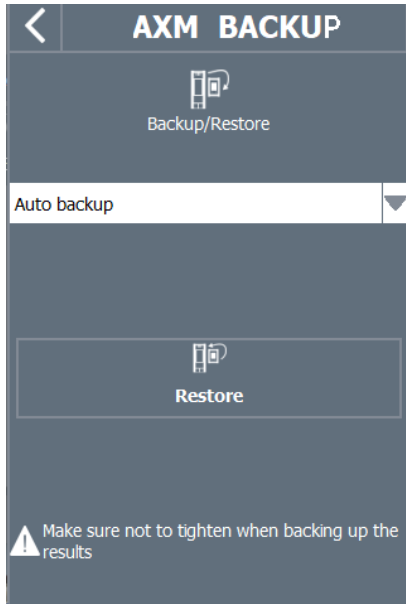 AXM BACKUP
Backup/Restore
Auto backup
Restore
Make sure not to tighten when backing up the
results